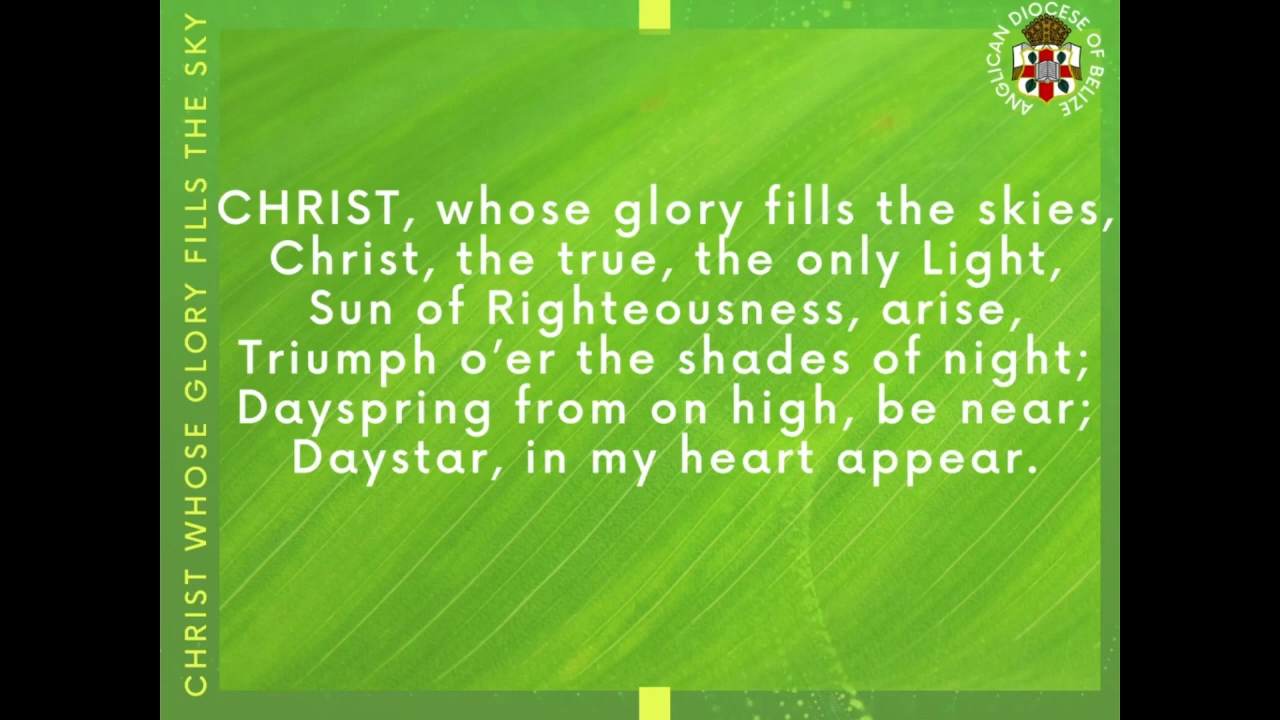 CHRIST WHOSE GLORY FILLS THE SKY
ANGLICAN DIOCESE OF BELIZE
CHRIST, whose glory fills the skies,
Christ, the true, the only Light,
Sun of Righteousness, arise,
Triumph o’er the shades of night;
Dayspring from on high, be near;
Daystar, in my heart appear.